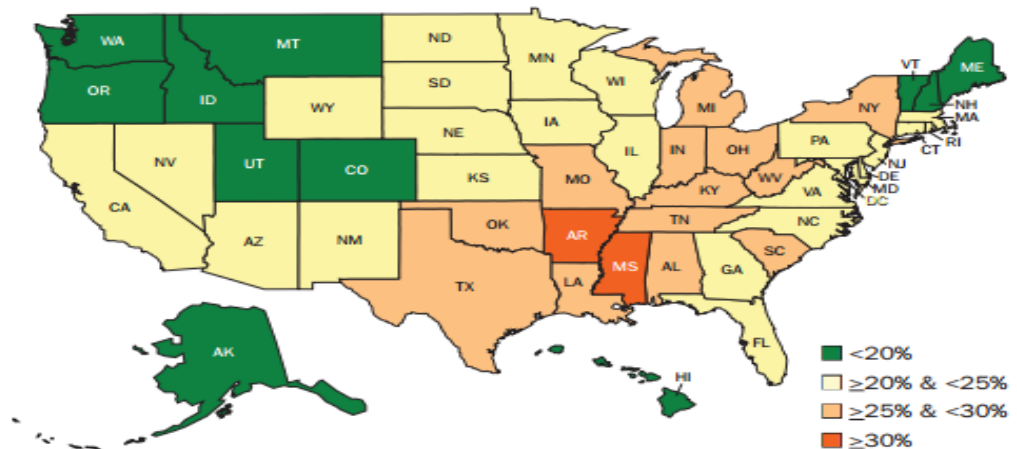 WA
MT
ND
MN
VT
ME
OR
ID
SD
WI
NH
WY
MI
NY
MA
RI
CT
NE
IA
PA
NV
UT
CO
IL
IN
OH
NJ
DE
MD
DC
KS
MO
KY
WV
VA
CA
AZ
NM
OK
AR
TN
NC
SC
TX
LA
MS
AL
GA
FL
AK
HI
<20%
≥20% & <25%
≥25% & <30%
≥30%